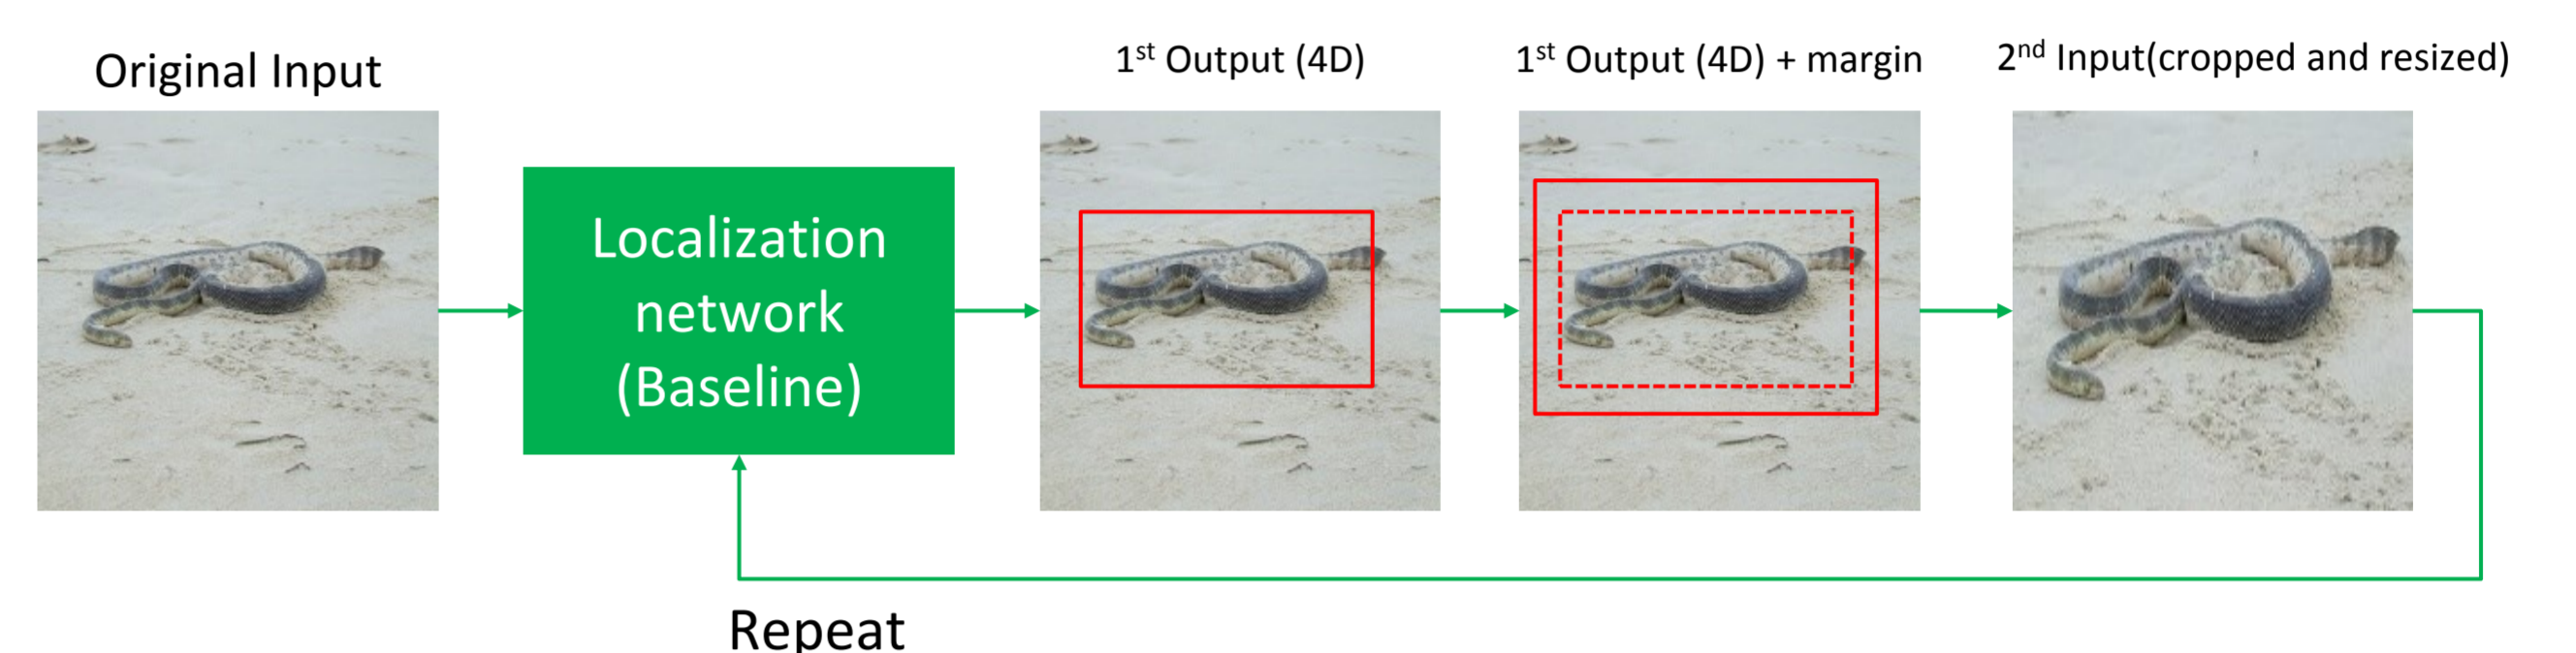 Original Input
Localization
network
(Baseline)
1st Output (4D)
1st Output (4D) + margin
2nd Input(cropped and resized)
Repeat